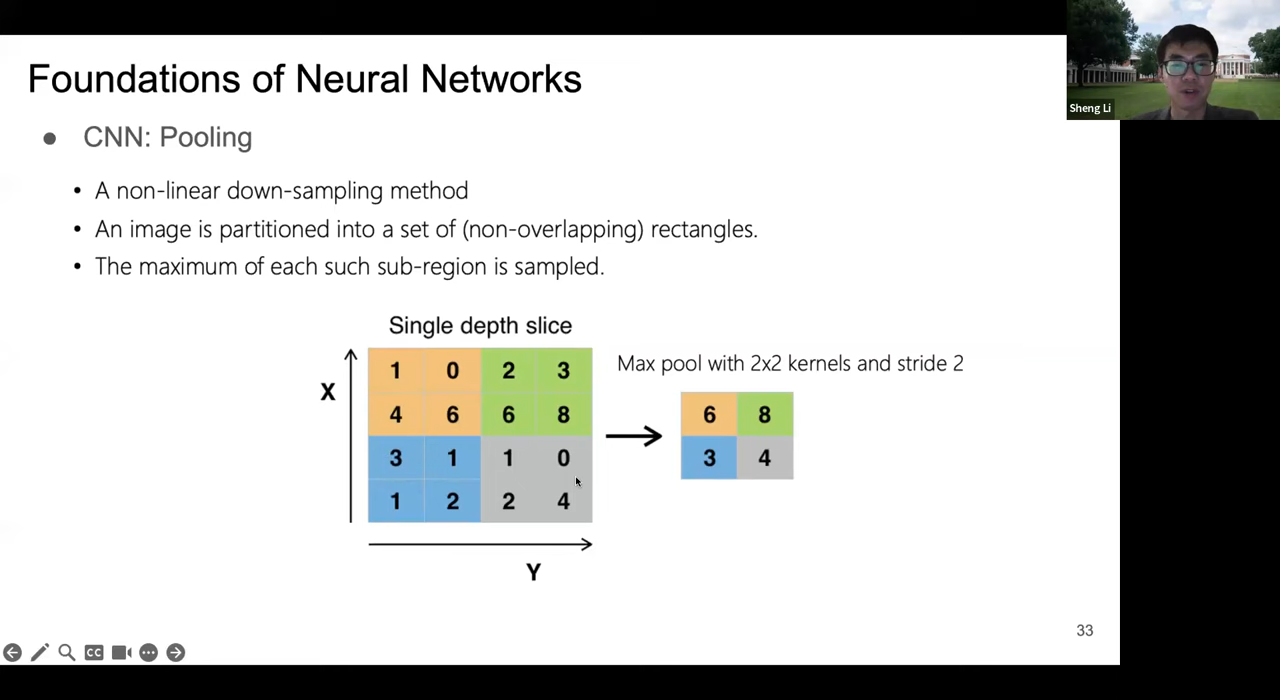 Foundations of Neural Networks
Sheng Li
● CNN: Pooling
• A non-linear down-sampling method
• An image is partitioned into a set of (non-overlapping) rectangles.
• The maximum of each such sub-region is sampled.
Single depth slice
X
1 0 2 3
4 6 6 8
3 1 1 0
1 2 2 4
Y
Max pool with 2x2 kernels and stride 2
6 8
3 4
33
CC